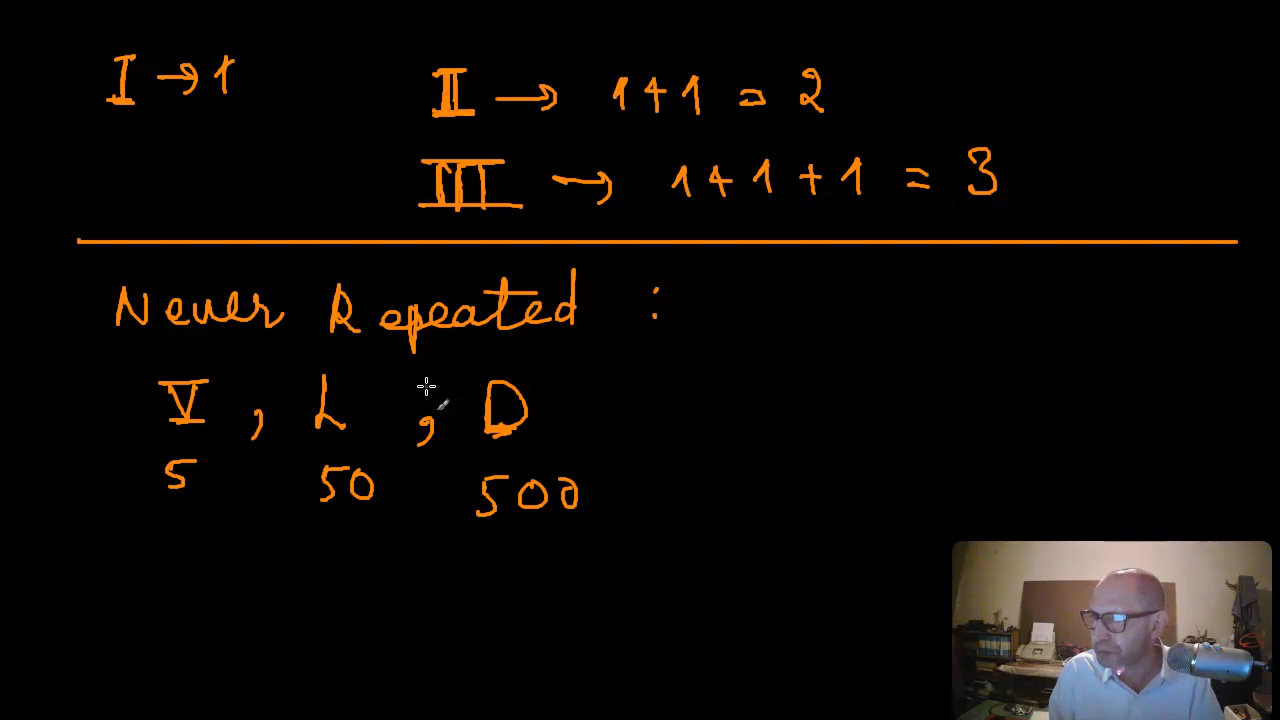 I → 1
II → 1+1 = 2
III → 1+1+1 = 3
Never Repeated :
V , L , D
5 50 500